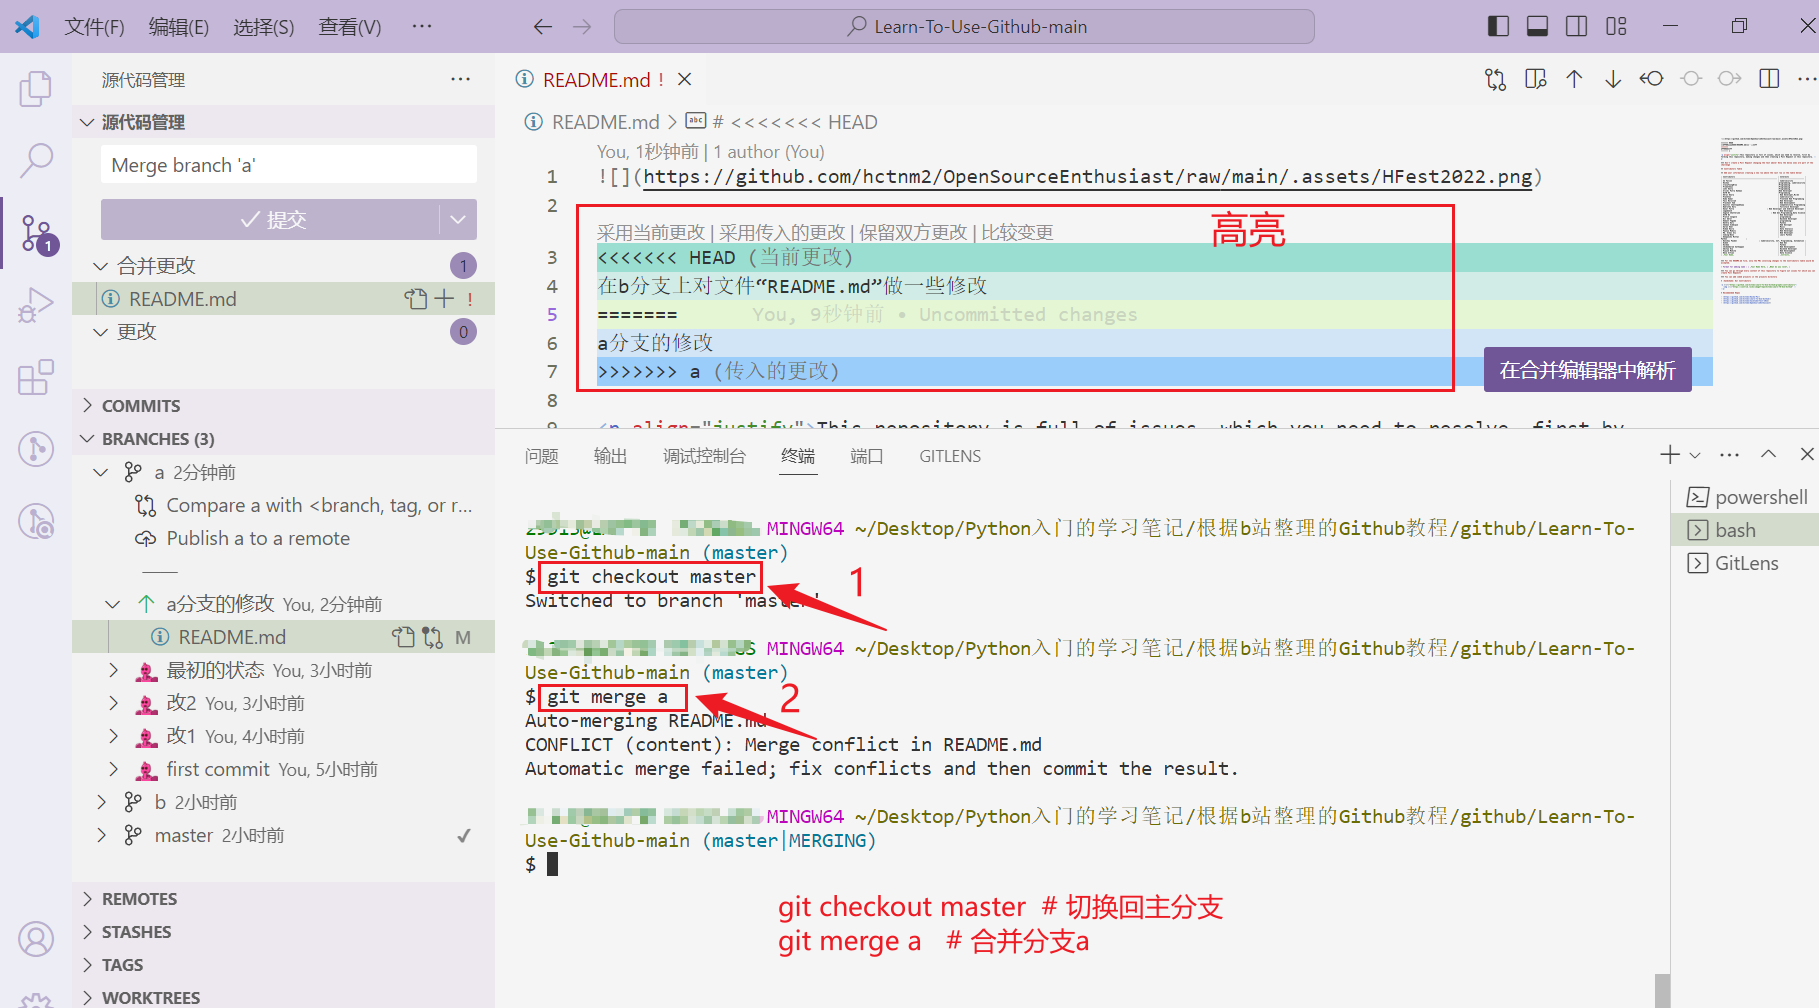 文件(F) 编辑(E) 选择(S) 查看(V) ··· Learn-To-Use-Github-main
源代码管理 ···
源代码管理
Merge branch 'a'
提交
合并更改 1
README.md !
更改 0
COMMITS
BRANCHES (3)
a 2分钟前
Compare a with <branch, tag, or r...
Publish a to a remote
a分支的修改 You, 2分钟前
README.md M
最初的状态 You, 3小时前
改2 You, 3小时前
改1 You, 4小时前
first commit You, 5小时前
b 2小时前
master 2小时前
REMOTES
STASHES
TAGS
WORKTREES
1
README.md !
README.md > # <<<<<<< HEAD
You, 1秒钟前 | 1 author (You)
1 ![](https://github.com/hctnm2/OpenSourceEnthusiast/raw/main/.assets/HFest2022.png)
2
高亮
采用当前更改 | 采用传入的更改 | 保留双方更改 | 比较变更
3 <<<<<<< HEAD (当前更改)
4 在b分支上对文件“README.md”做一些修改
5 ======= You, 9秒钟前 • Uncommitted changes
6 a分支的修改
7 >>>>>>> a (传入的更改)
在合并编辑器中解析
8
9 <p align="justify">This repository is full of issues, which you need to resolve, first by
问题 输出 调试控制台 终端 端口 GITLENS
powershell
bash
GitLens
MINGW64 ~/Desktop/Python入门的学习笔记/根据b站整理的Github教程/github/Learn-To-
Use-Github-main (master)
$ git checkout master
1
Switched to branch 'master'
MINGW64 ~/Desktop/Python入门的学习笔记/根据b站整理的Github教程/github/Learn-To-
Use-Github-main (master)
$ git merge a
2
Auto-merging README.md
CONFLICT (content): Merge conflict in README.md
Automatic merge failed; fix conflicts and then commit the result.
MINGW64 ~/Desktop/Python入门的学习笔记/根据b站整理的Github教程/github/Learn-To-
Use-Github-main (master|MERGING)
$
git checkout master # 切换回主分支
git merge a # 合并分支a